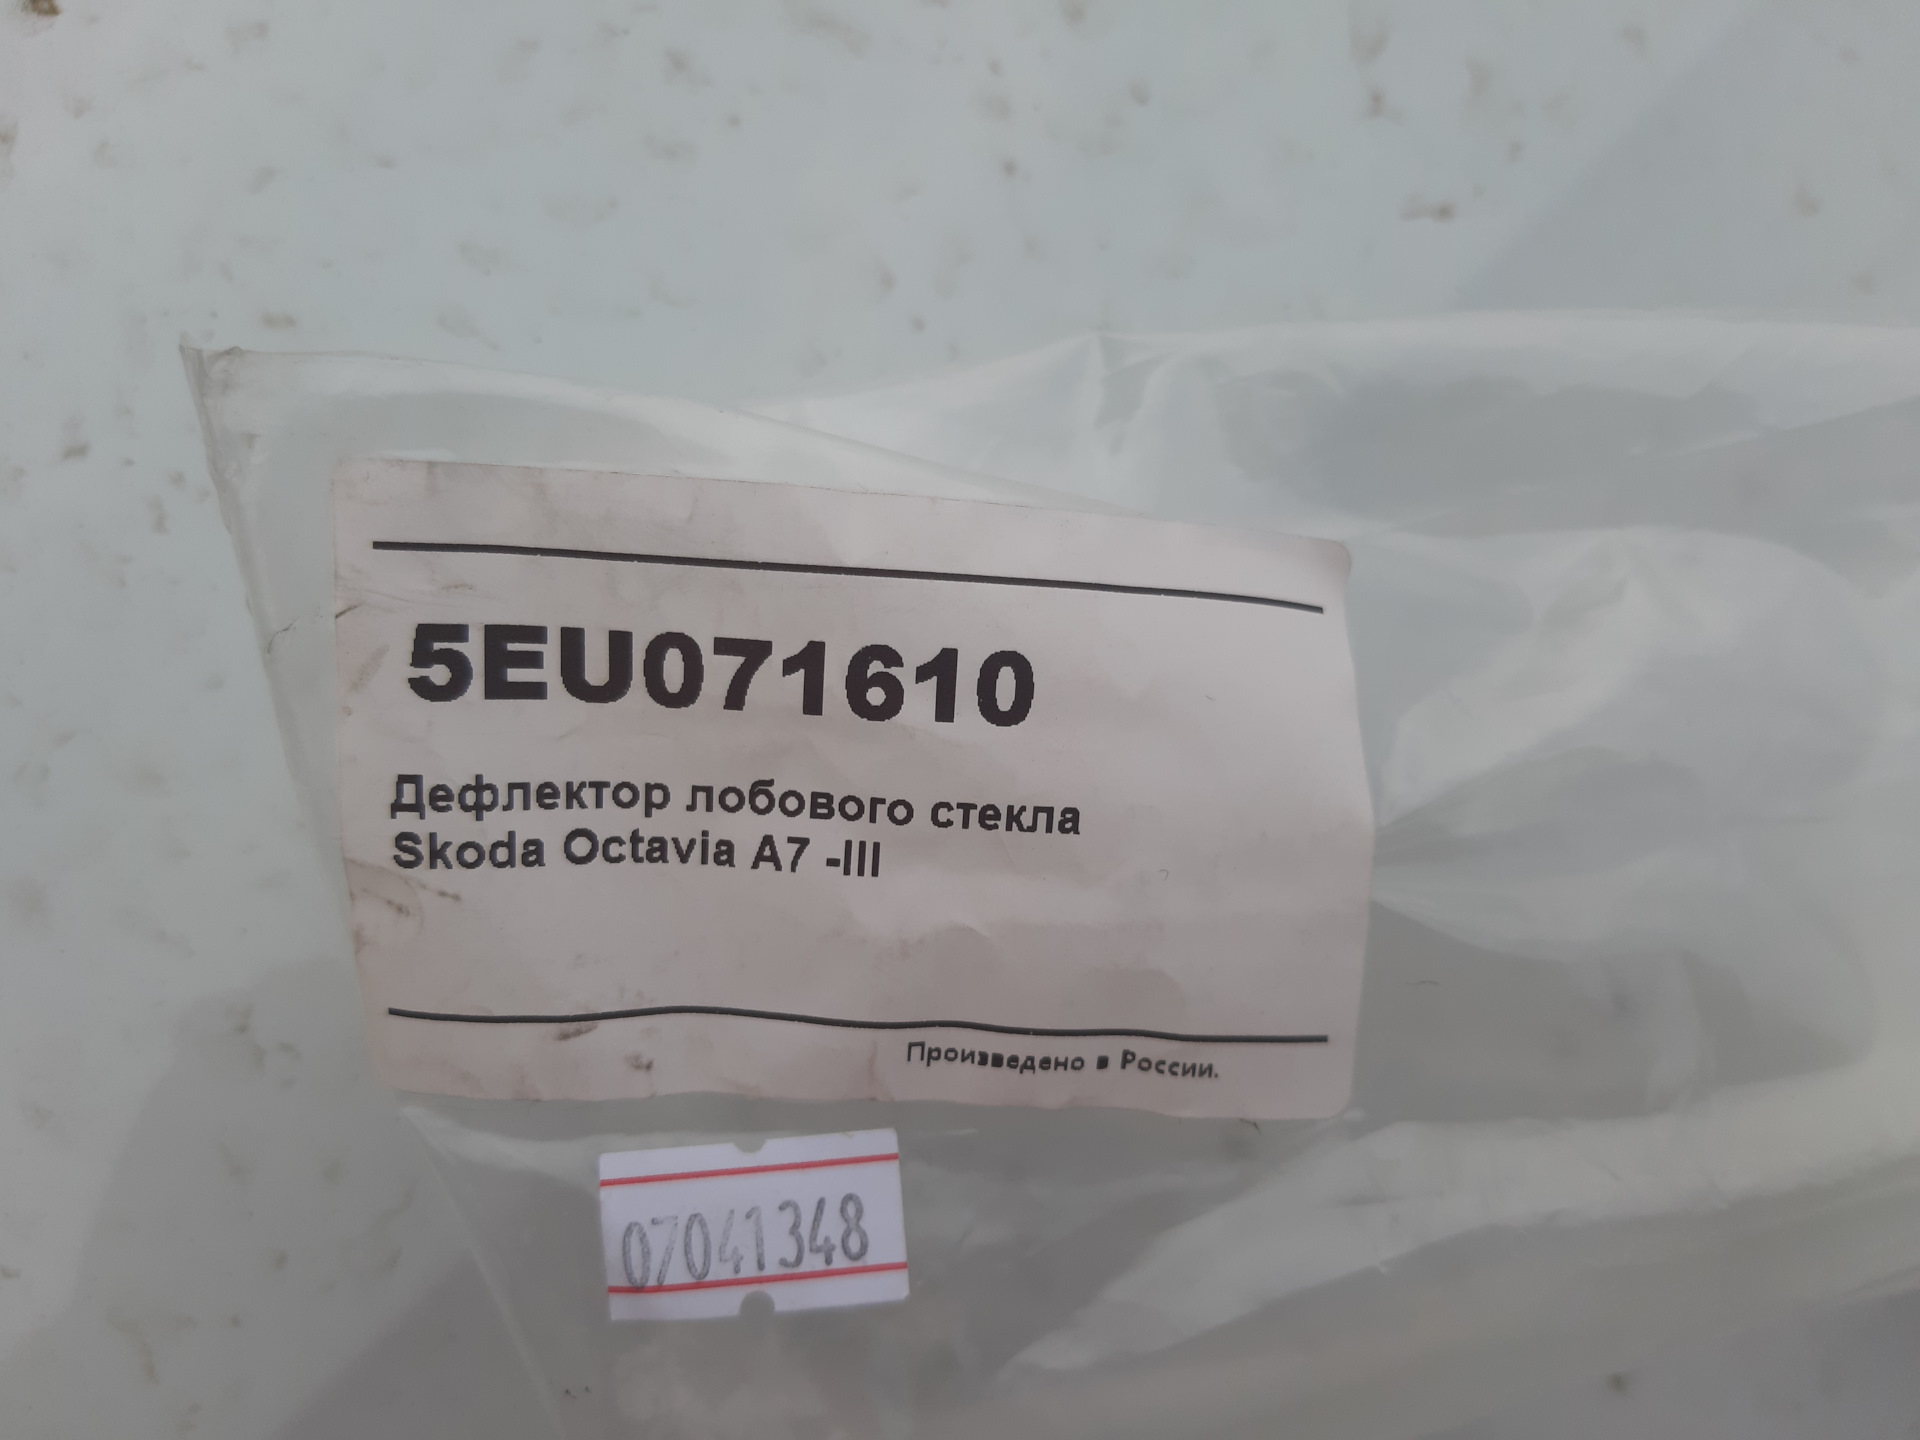 5EU071610
Дефлектор лобового стекла
Skoda Octavia A7 -III
Произведено в России.
07041348